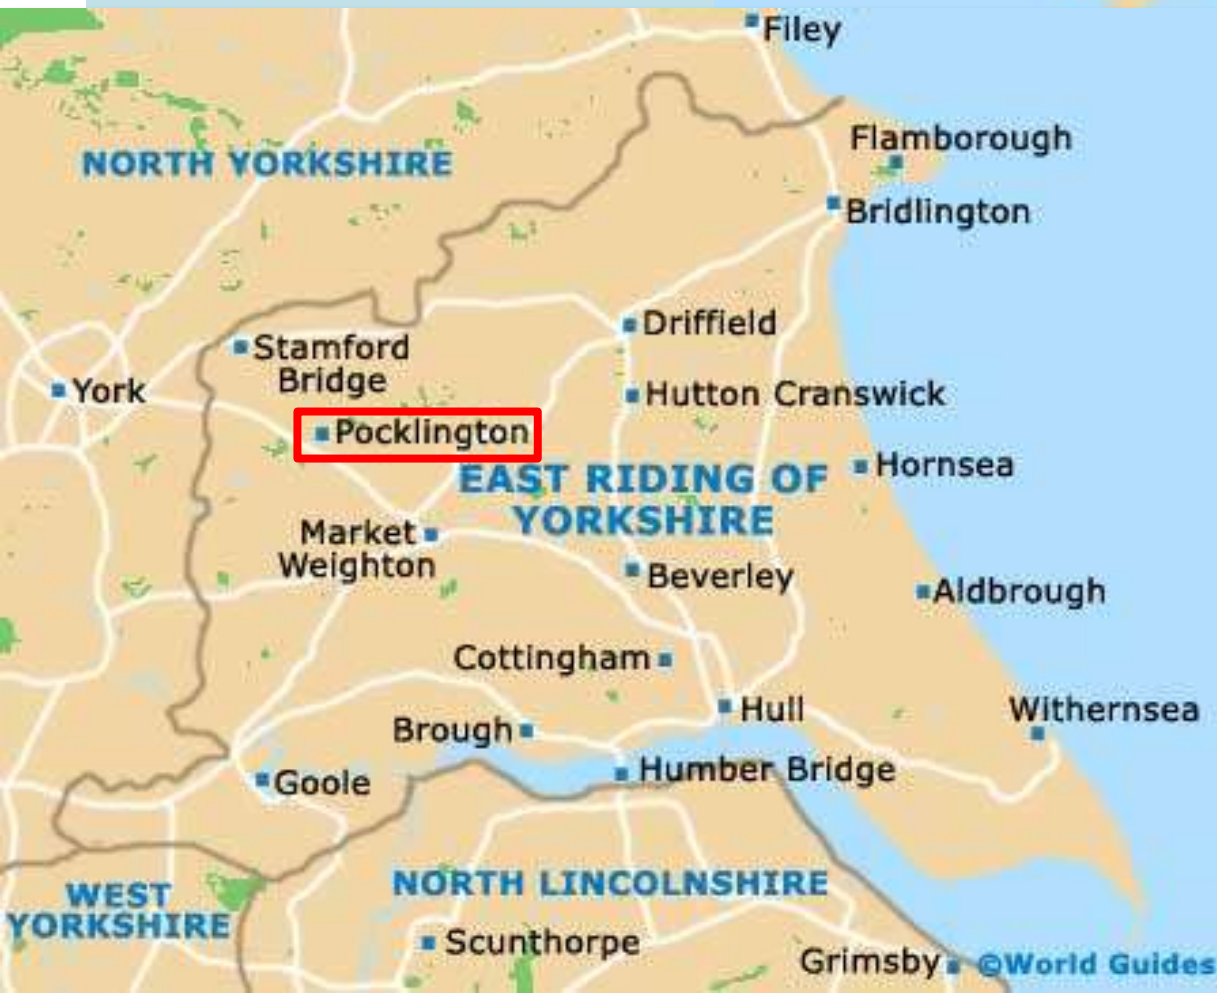 Filey
Flamborough
NORTH YORKSHIRE
Bridlington
Driffield
Stamford
Bridge
York
Hutton Cranswick
Pocklington
Hornsea
EAST RIDING OF
YORKSHIRE
Market
Weighton
Beverley
Aldbrough
Cottingham
Hull
Withernsea
Brough
Humber Bridge
Goole
WEST
YORKSHIRE
NORTH LINCOLNSHIRE
Scunthorpe
Grimsby
©World Guides